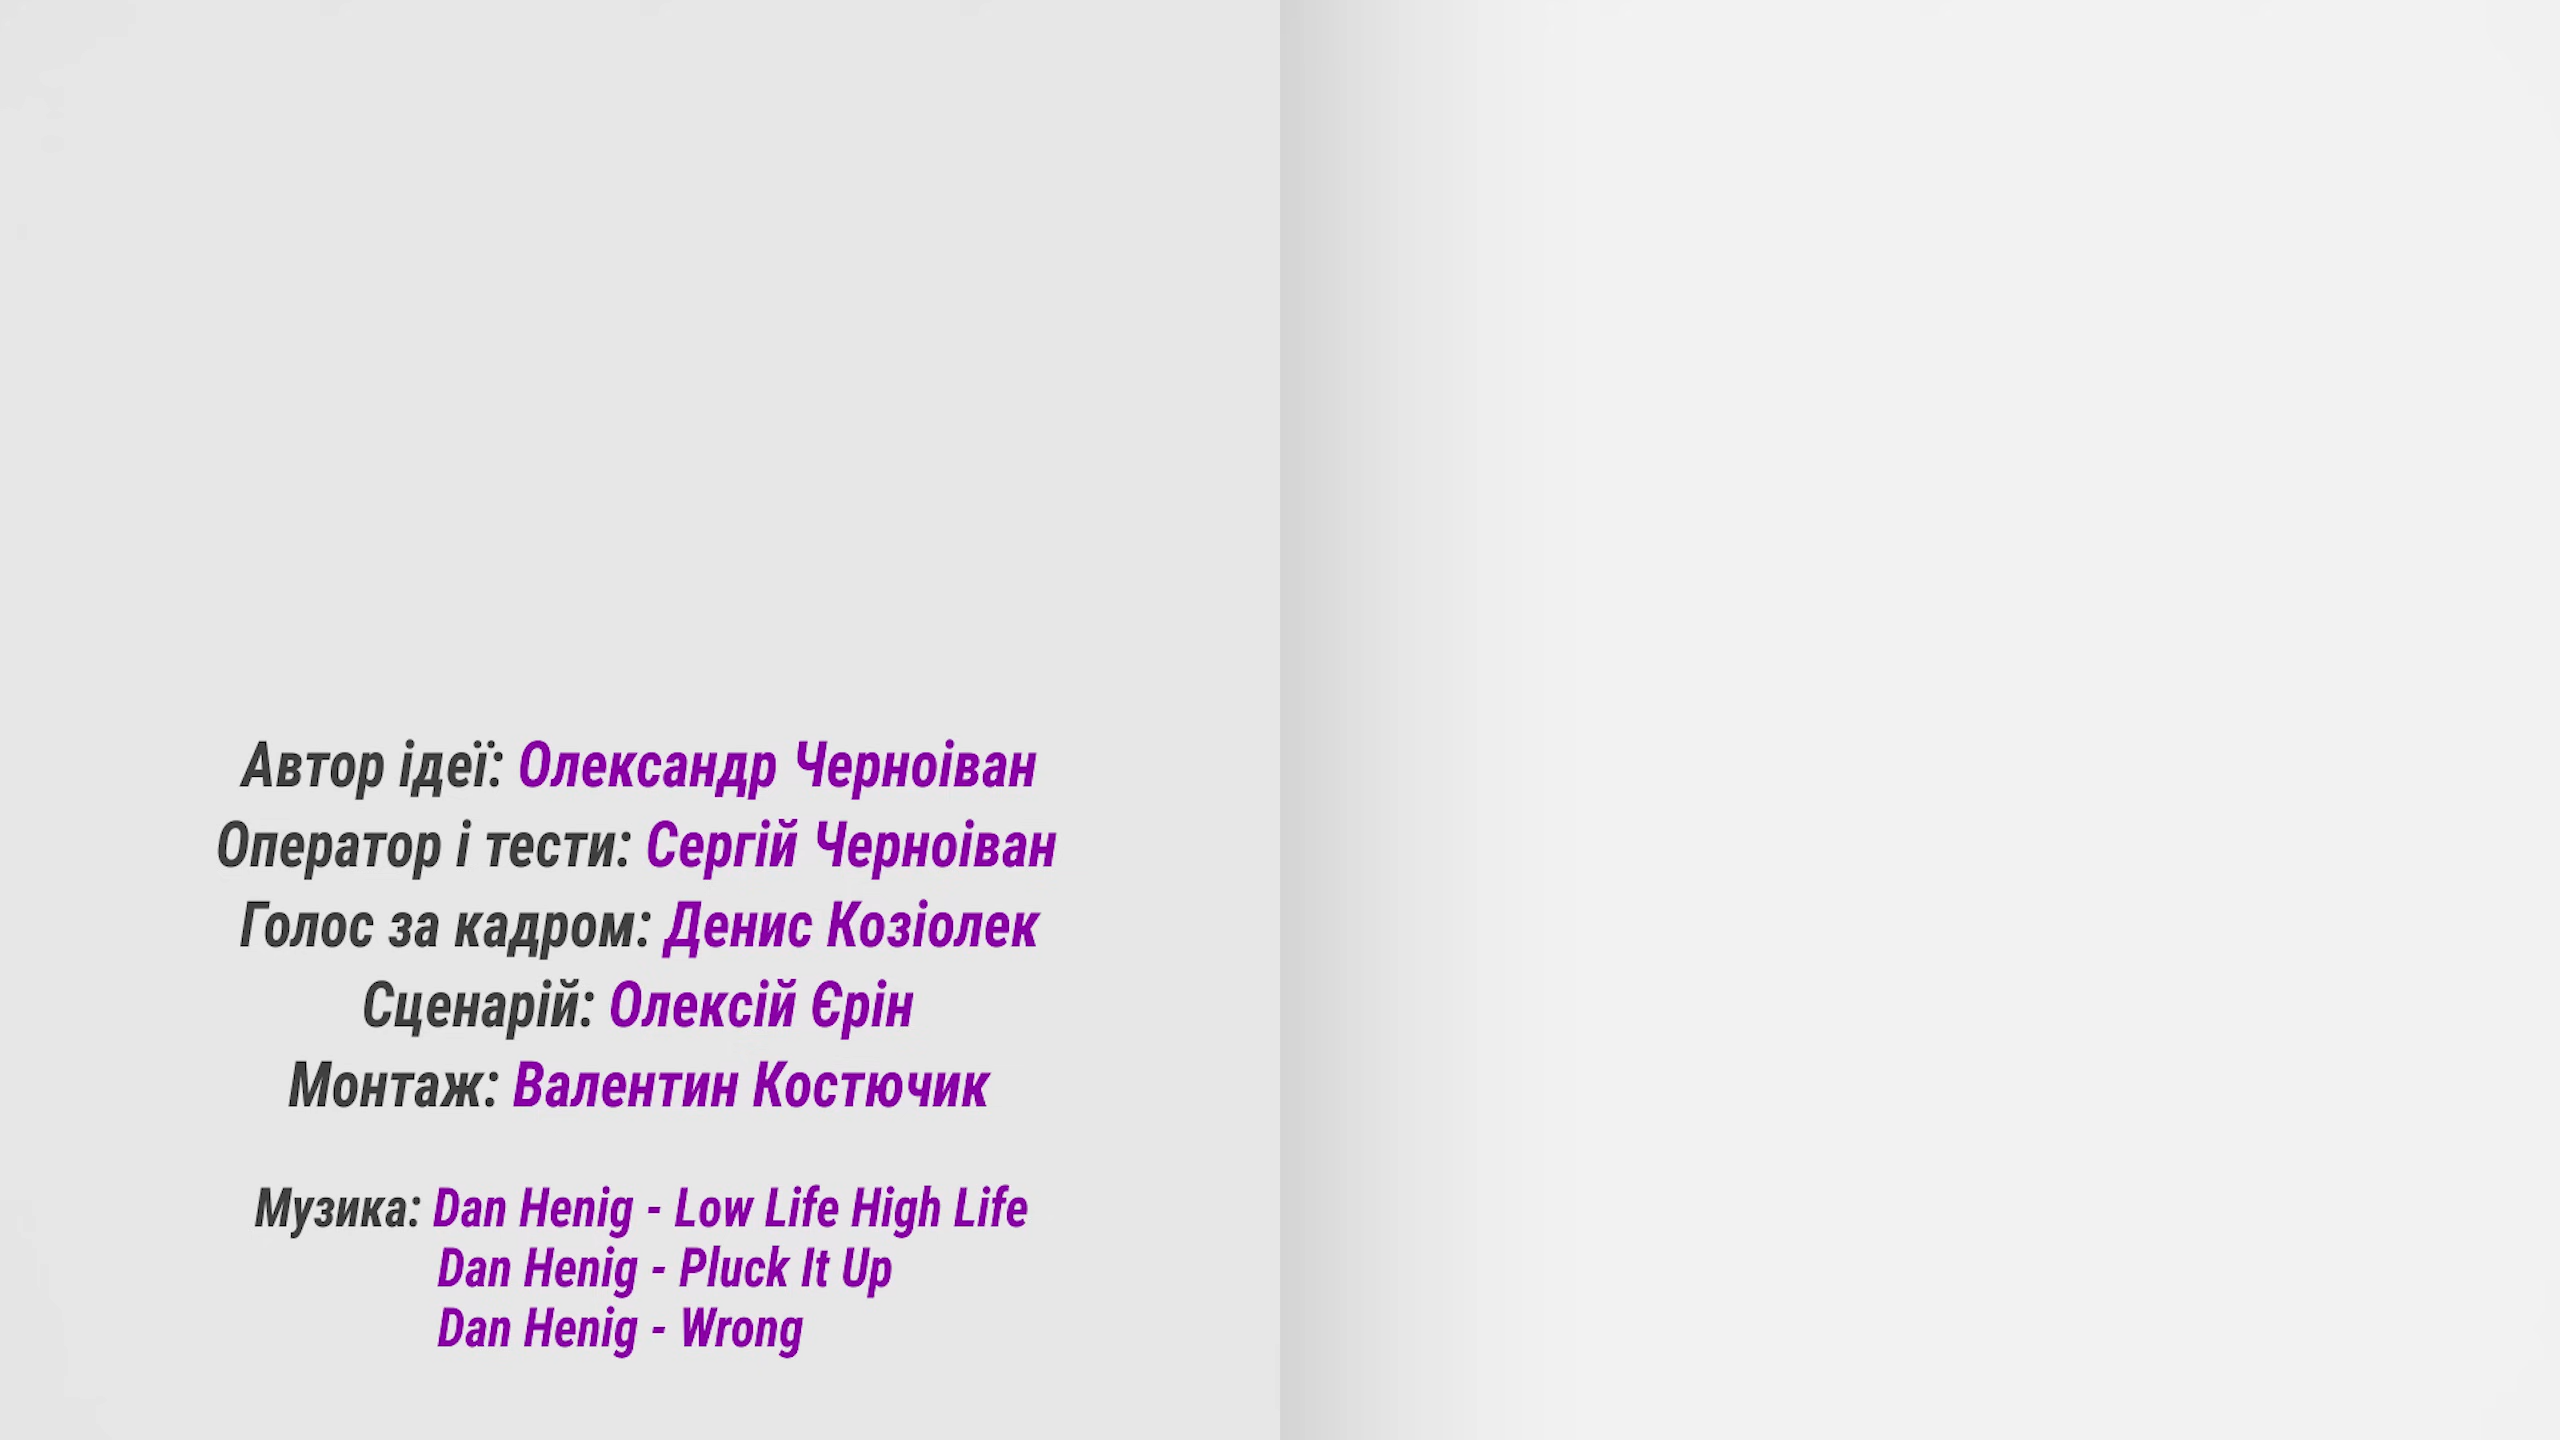 Автор ідеї: Олександр Черноіван
Оператор і тести: Сергій Черноіван
Голос за кадром: Денис Козіолек
Сценарій: Олексій Єрін
Монтаж: Валентин Костючик
Музика: Dan Henig - Low Life High Life
Dan Henig - Pluck It Up
Dan Henig - Wrong